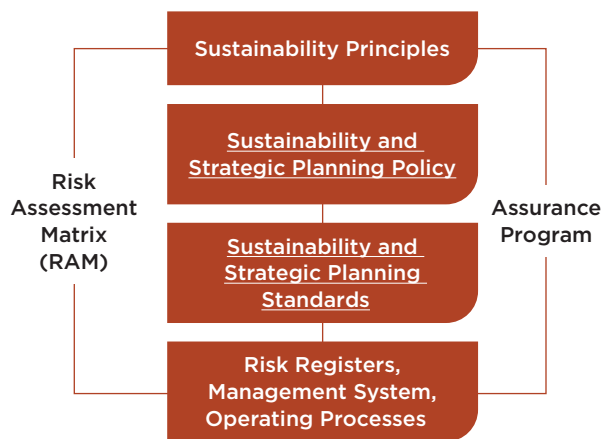 Sustainability Principles
Sustainability and
Strategic Planning Policy
Risk
Assessment
Matrix
(RAM)
Assurance
Program
Sustainability and
Strategic Planning
Standards
Risk Registers,
Management System,
Operating Processes